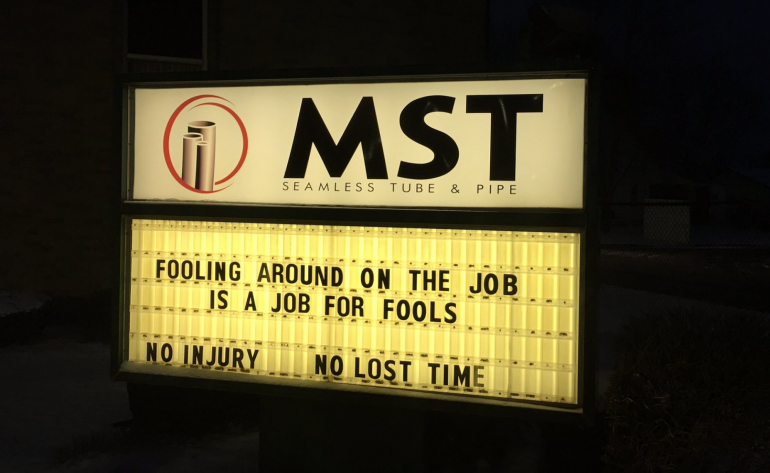 MST
SEAMLESS TUBE & PIPE
FOOLING AROUND ON THE JOB
IS A JOB FOR FOOLS
NO INJURY NO LOST TIME